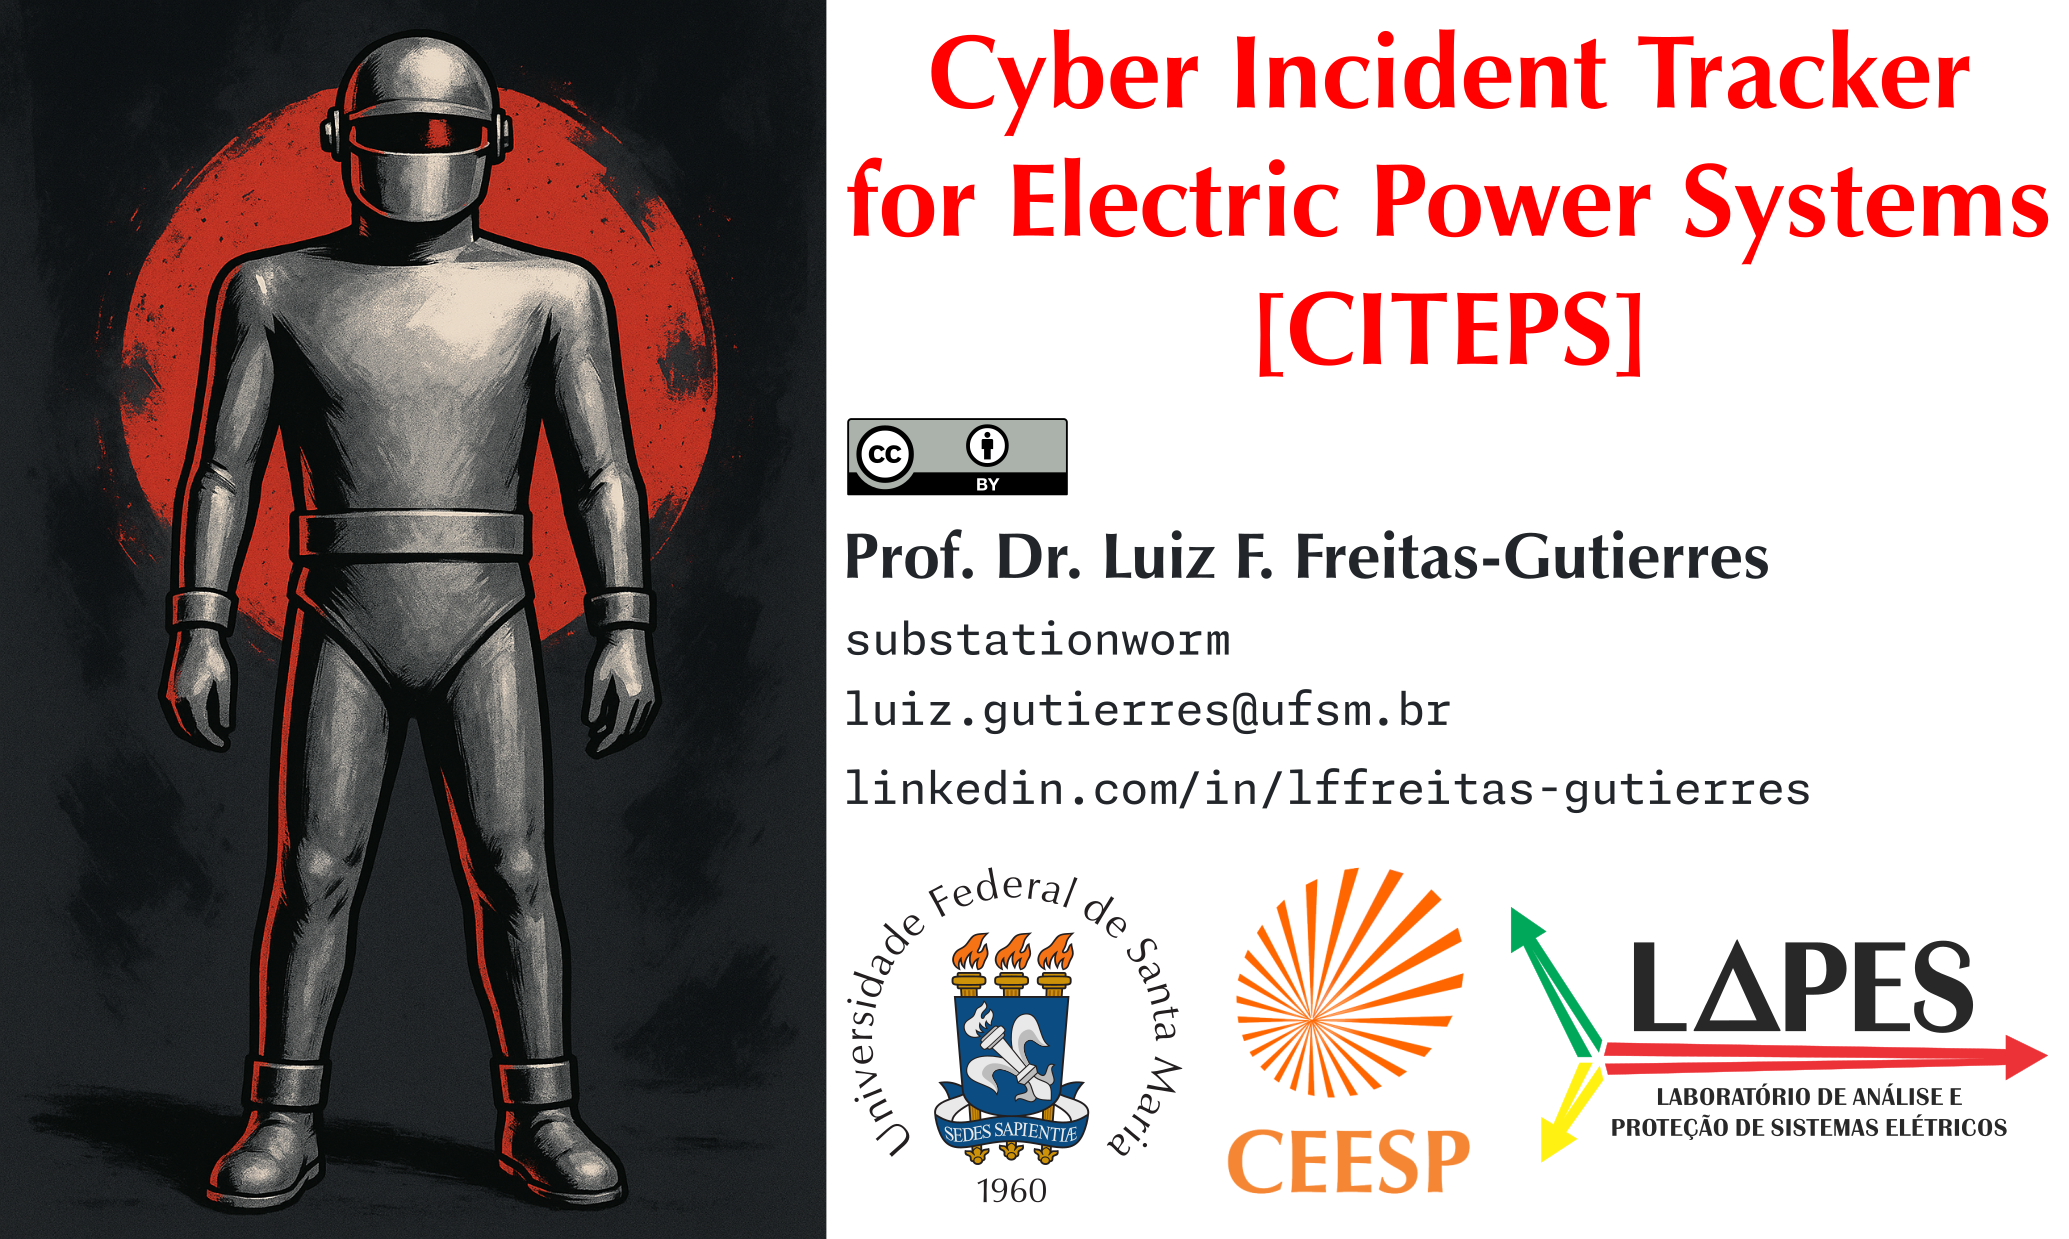 Cyber Incident Tracker
for Electric Power Systems
[CITEPS]
CC
BY
Prof. Dr. Luiz F. Freitas-Gutierres
substationworm
luiz.gutierres@ufsm.br
linkedin.com/in/lffreitas-gutierres
Universidade Federal de Santa Maria
SEDES SAPIENTIÆ
1960
CEESP
LAPES
LABORATÓRIO DE ANÁLISE E
PROTEÇÃO DE SISTEMAS ELÉTRICOS